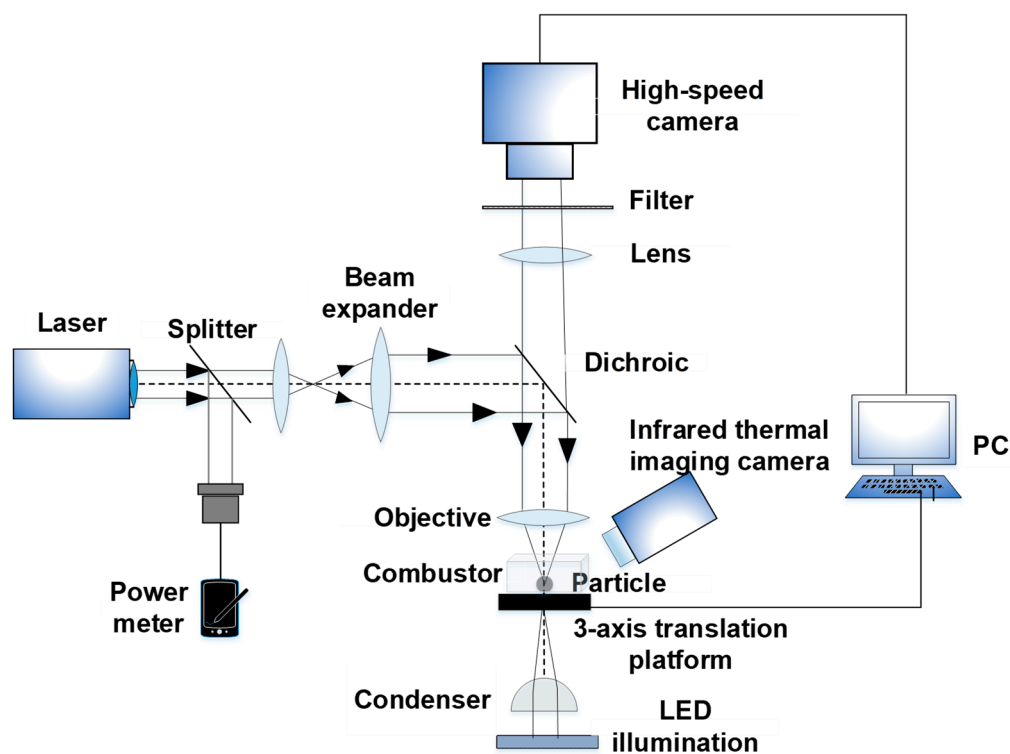 High-speed
camera
Filter
Lens
Beam
expander
Laser
Splitter
Dichroic
Infrared thermal
imaging camera
PC
Objective
Combustor
Particle
Power
meter
3-axis translation
platform
Condenser
LED
illumination